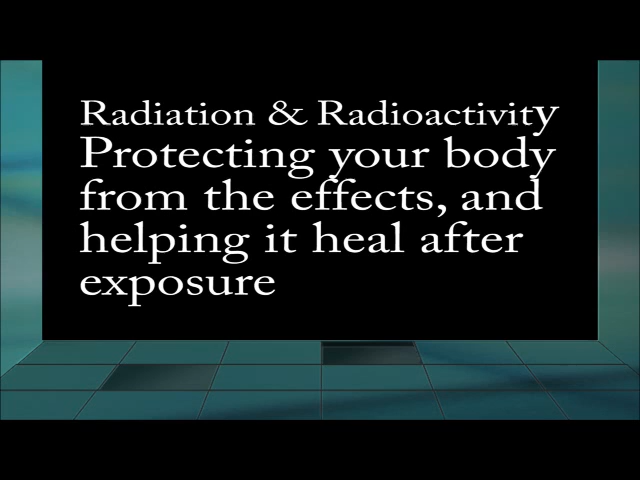 Radiation & Radioactivity
Protecting your body
from the effects, and
helping it heal after
exposure